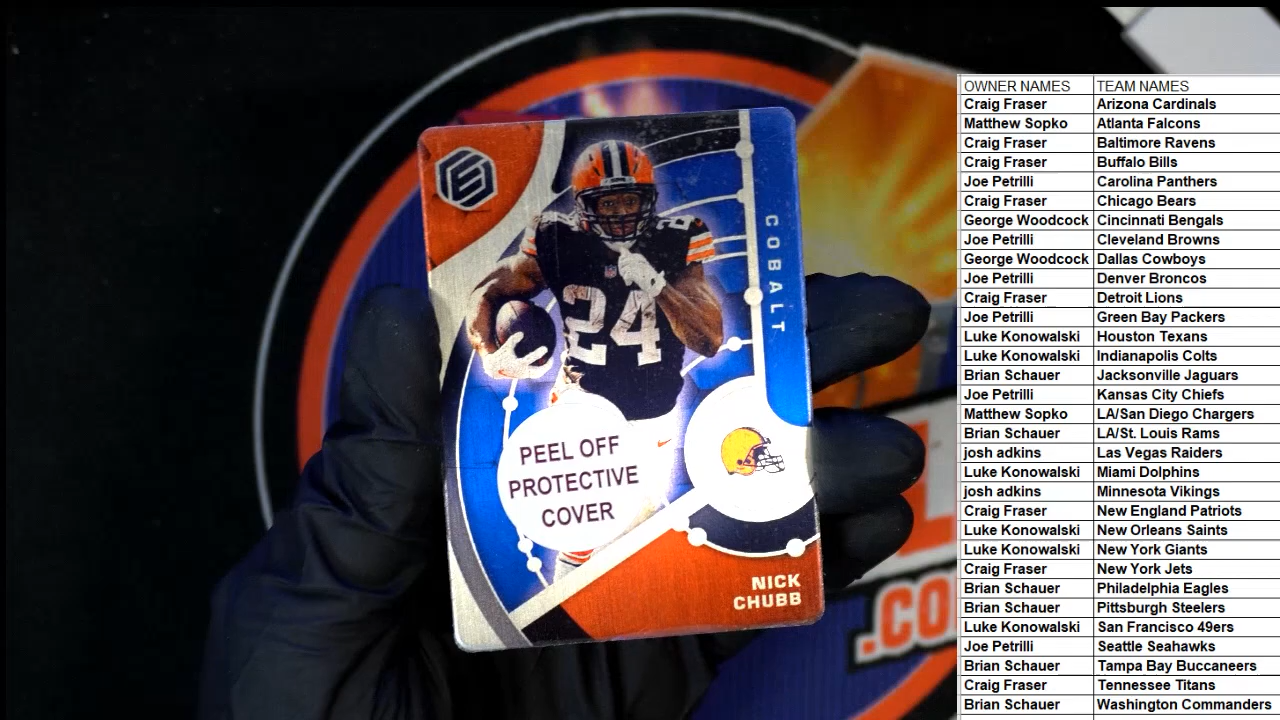 E
COBALT
24
2
PEEL OFF
PROTECTIVE
COVER
NICK
CHUBB
.CO
OWNER NAMES TEAM NAMES
Craig Fraser Arizona Cardinals
Matthew Sopko Atlanta Falcons
Craig Fraser Baltimore Ravens
Craig Fraser Buffalo Bills
Joe Petrilli Carolina Panthers
Craig Fraser Chicago Bears
George Woodcock Cincinnati Bengals
Joe Petrilli Cleveland Browns
George Woodcock Dallas Cowboys
Joe Petrilli Denver Broncos
Craig Fraser Detroit Lions
Joe Petrilli Green Bay Packers
Luke Konowalski Houston Texans
Luke Konowalski Indianapolis Colts
Brian Schauer Jacksonville Jaguars
Joe Petrilli Kansas City Chiefs
Matthew Sopko LA/San Diego Chargers
Brian Schauer LA/St. Louis Rams
josh adkins Las Vegas Raiders
Luke Konowalski Miami Dolphins
josh adkins Minnesota Vikings
Craig Fraser New England Patriots
Luke Konowalski New Orleans Saints
Luke Konowalski New York Giants
Craig Fraser New York Jets
Brian Schauer Philadelphia Eagles
Brian Schauer Pittsburgh Steelers
Luke Konowalski San Francisco 49ers
Joe Petrilli Seattle Seahawks
Brian Schauer Tampa Bay Buccaneers
Craig Fraser Tennessee Titans
Brian Schauer Washington Commanders